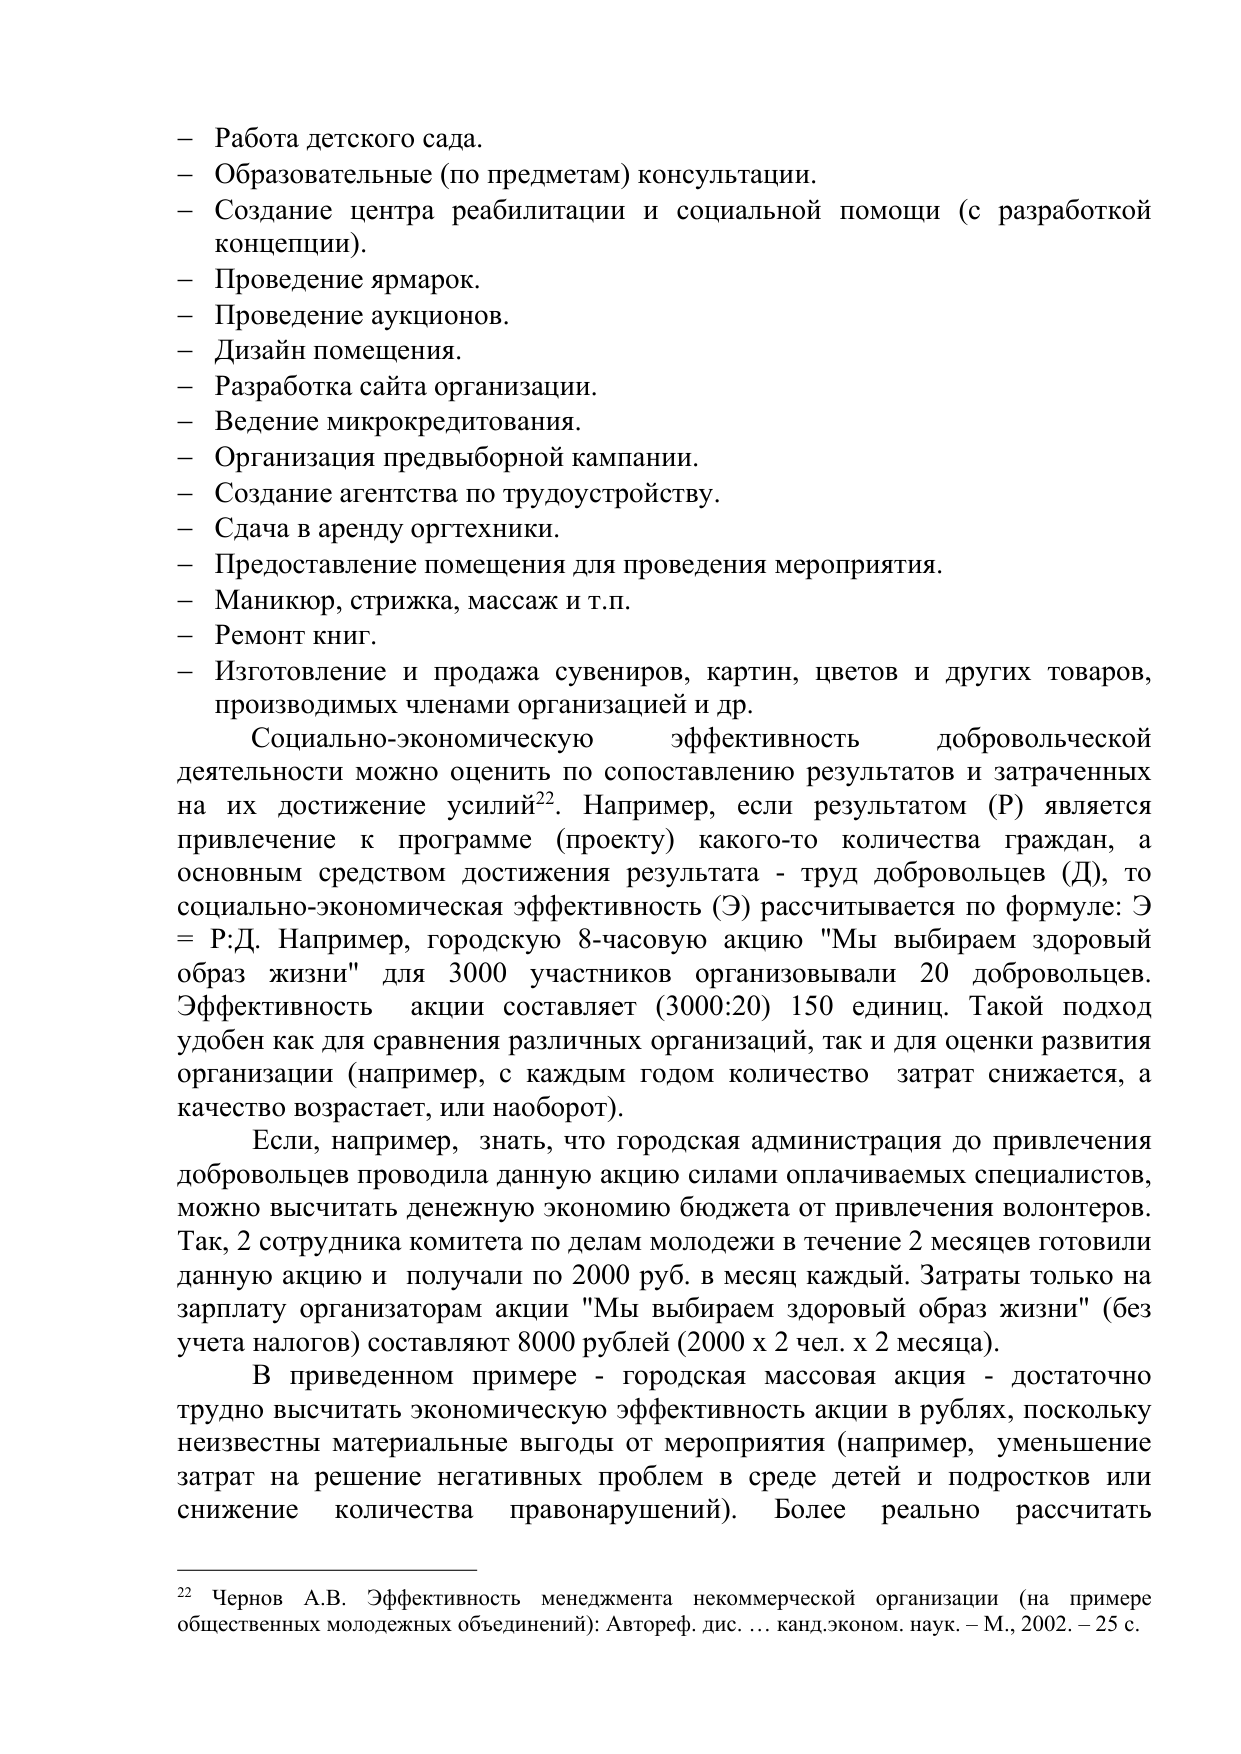 – Работа детского сада.
– Образовательные (по предметам) консультации.
– Создание центра реабилитации и социальной помощи (с разработкой
концепции).
– Проведение ярмарок.
– Проведение аукционов.
– Дизайн помещения.
– Разработка сайта организации.
– Ведение микрокредитования.
– Организация предвыборной кампании.
– Создание агентства по трудоустройству.
– Сдача в аренду оргтехники.
– Предоставление помещения для проведения мероприятия.
– Маникюр, стрижка, массаж и т.п.
– Ремонт книг.
– Изготовление и продажа сувениров, картин, цветов и других товаров,
производимых членами организацией и др.
Социально-экономическую эффективность добровольческой
деятельности можно оценить по сопоставлению результатов и затраченных
на их достижение усилий22. Например, если результатом (Р) является
привлечение к программе (проекту) какого-то количества граждан, а
основным средством достижения результата - труд добровольцев (Д), то
социально-экономическая эффективность (Э) рассчитывается по формуле: Э
= Р:Д. Например, городскую 8-часовую акцию "Мы выбираем здоровый
образ жизни" для 3000 участников организовывали 20 добровольцев.
Эффективность акции составляет (3000:20) 150 единиц. Такой подход
удобен как для сравнения различных организаций, так и для оценки развития
организации (например, с каждым годом количество затрат снижается, а
качество возрастает, или наоборот).
Если, например, знать, что городская администрация до привлечения
добровольцев проводила данную акцию силами оплачиваемых специалистов,
можно высчитать денежную экономию бюджета от привлечения волонтеров.
Так, 2 сотрудника комитета по делам молодежи в течение 2 месяцев готовили
данную акцию и получали по 2000 руб. в месяц каждый. Затраты только на
зарплату организаторам акции "Мы выбираем здоровый образ жизни" (без
учета налогов) составляют 8000 рублей (2000 х 2 чел. х 2 месяца).
В приведенном примере - городская массовая акция - достаточно
трудно высчитать экономическую эффективность акции в рублях, поскольку
неизвестны материальные выгоды от мероприятия (например, уменьшение
затрат на решение негативных проблем в среде детей и подростков или
снижение количества правонарушений). Более реально рассчитать
22 Чернов А.В. Эффективность менеджмента некоммерческой организации (на примере
общественных молодежных объединений): Автореф. дис. … канд.эконом. наук. – М., 2002. – 25 с.